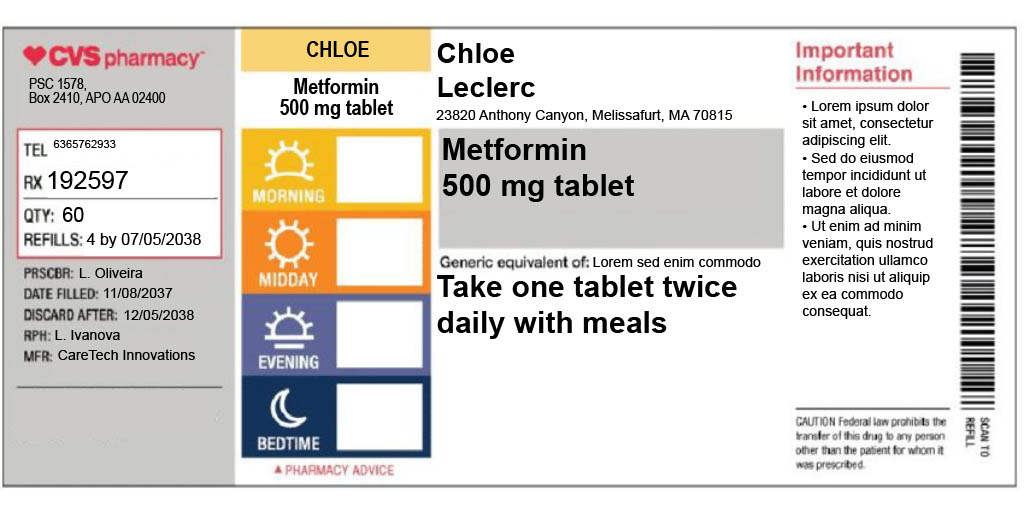 CVS pharmacy
PSC 1578,
Box 2410, APO AA 02400
TEL 6365762933
RX 192597
QTY: 60
REFILLS: 4 by 07/05/2038
PRSCBR: L. Oliveira
DATE FILLED: 11/08/2037
DISCARD AFTER: 12/05/2038
RPH: L. Ivanova
MFR: CareTech Innovations
CHLOE
Metformin
500 mg tablet
MORNING
MIDDAY
EVENING
BEDTIME
▲ PHARMACY ADVICE
Chloe
Leclerc
23820 Anthony Canyon, Melissafurt, MA 70815
Metformin
500 mg tablet
Generic equivalent of: Lorem sed enim commodo
Take one tablet twice
daily with meals
Important
Information
• Lorem ipsum dolor
sit amet, consectetur
adipiscing elit.
• Sed do eiusmod
tempor incididunt ut
labore et dolore
magna aliqua.
• Ut enim ad minim
veniam, quis nostrud
exercitation ullamco
laboris nisi ut aliquip
ex ea commodo
consequat.
CAUTION Federal law prohibits the
transfer of this drug to any person
other than the patient for whom it
was prescribed.
SCAN TO
REFILL